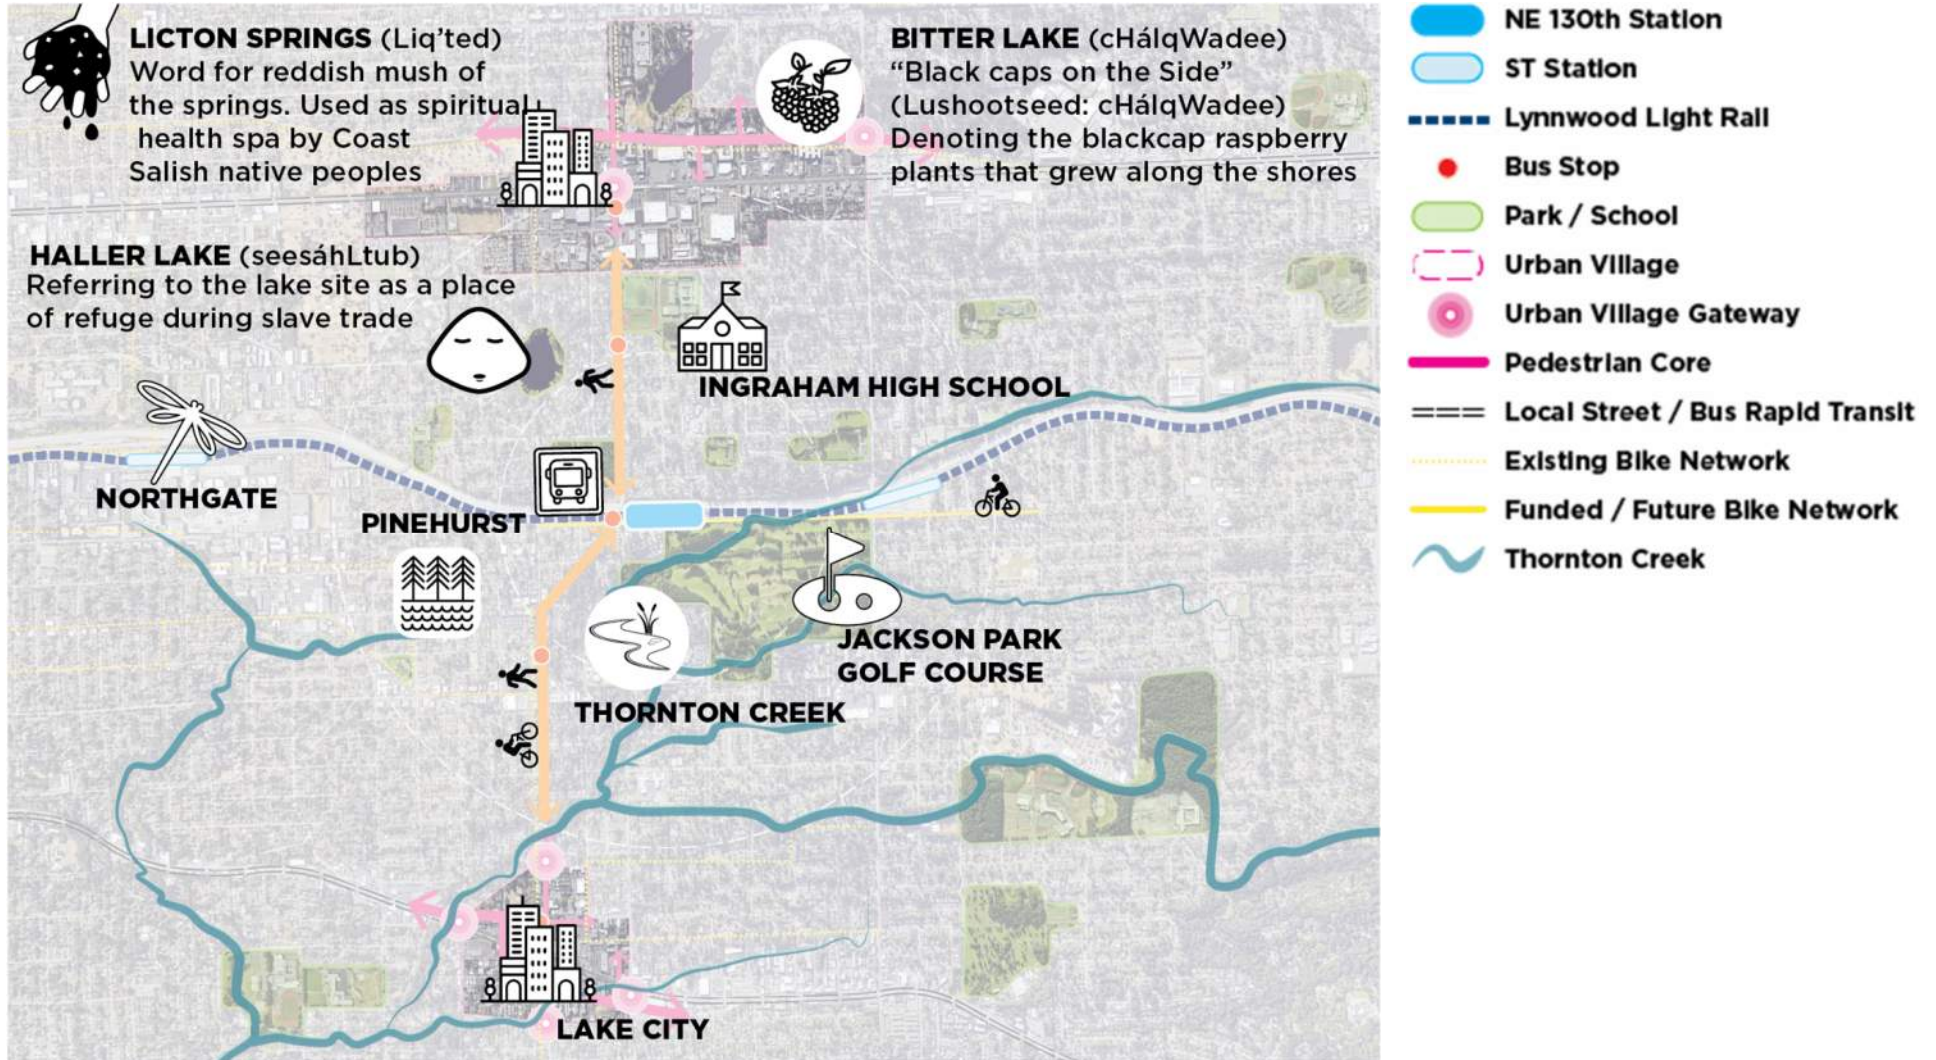 LICTON SPRINGS (Liq'ted)
Word for reddish mush of
the springs. Used as spiritual
health spa by Coast
Salish native peoples
BITTER LAKE (cHálqWadee)
“Black caps on the Side”
(Lushootseed: cHálqWadee)
Denoting the blackcap raspberry
plants that grew along the shores
HALLER LAKE (seesáhLtub)
Referring to the lake site as a place
of refuge during slave trade
INGRAHAM HIGH SCHOOL
NORTHGATE
PINEHURST
JACKSON PARK
GOLF COURSE
THORNTON CREEK
LAKE CITY
NE 130th Station
ST Station
Lynnwood Light Rail
Bus Stop
Park / School
Urban Village
Urban Village Gateway
Pedestrian Core
Local Street / Bus Rapid Transit
Existing Bike Network
Funded / Future Bike Network
Thornton Creek